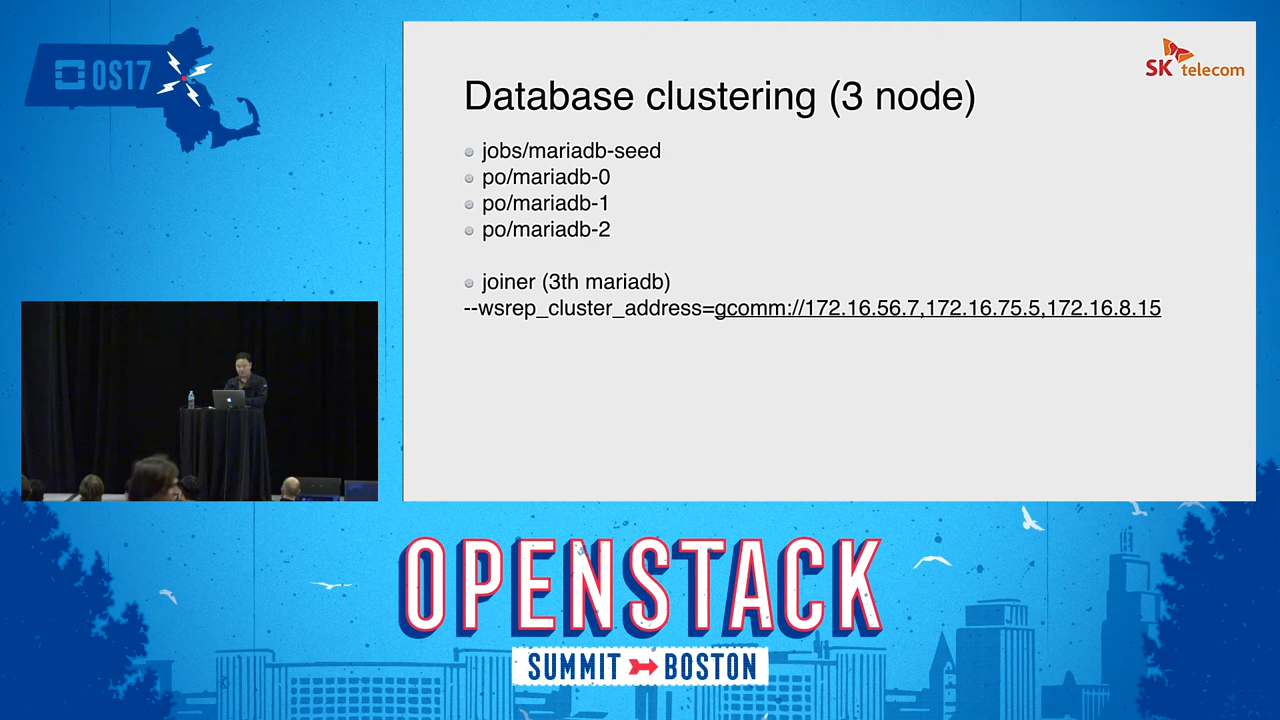 OS17
SK telecom
Database clustering (3 node)
jobs/mariadb-seed
po/mariadb-0
po/mariadb-1
po/mariadb-2
joiner (3th mariadb)
--wsrep_cluster_address=gcomm://172.16.56.7,172.16.75.5,172.16.8.15
OPENSTACK
SUMMIT BOSTON